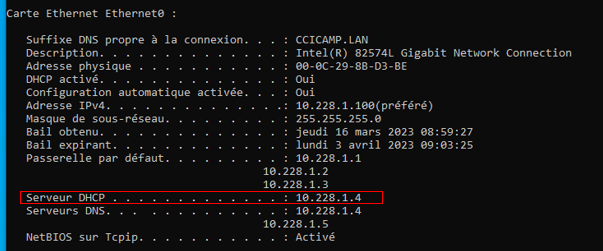 Carte Ethernet Ethernet0 :
Suffixe DNS propre à la connexion. . . : CCICAMP.LAN
Description. . . . . . . . . . . . . . : Intel(R) 82574L Gigabit Network Connection
Adresse physique . . . . . . . . . . . : 00-0C-29-8B-D3-BE
DHCP activé. . . . . . . . . . . . . . : Oui
Configuration automatique activée. . . : Oui
Adresse IPv4. . . . . . . . . . . . . .: 10.228.1.100(préféré)
Masque de sous-réseau. . . . . . . . . : 255.255.255.0
Bail obtenu. . . . . . . . . . . . . . : jeudi 16 mars 2023 08:59:27
Bail expirant. . . . . . . . . . . . . : lundi 3 avril 2023 09:03:25
Passerelle par défaut. . . . . . . . . : 10.228.1.1
10.228.1.2
10.228.1.3
Serveur DHCP . . . . . . . . . . . . . : 10.228.1.4
Serveurs DNS. . . . . . . . . . . . . : 10.228.1.4
10.228.1.5
NetBIOS sur Tcpip. . . . . . . . . . . : Activé